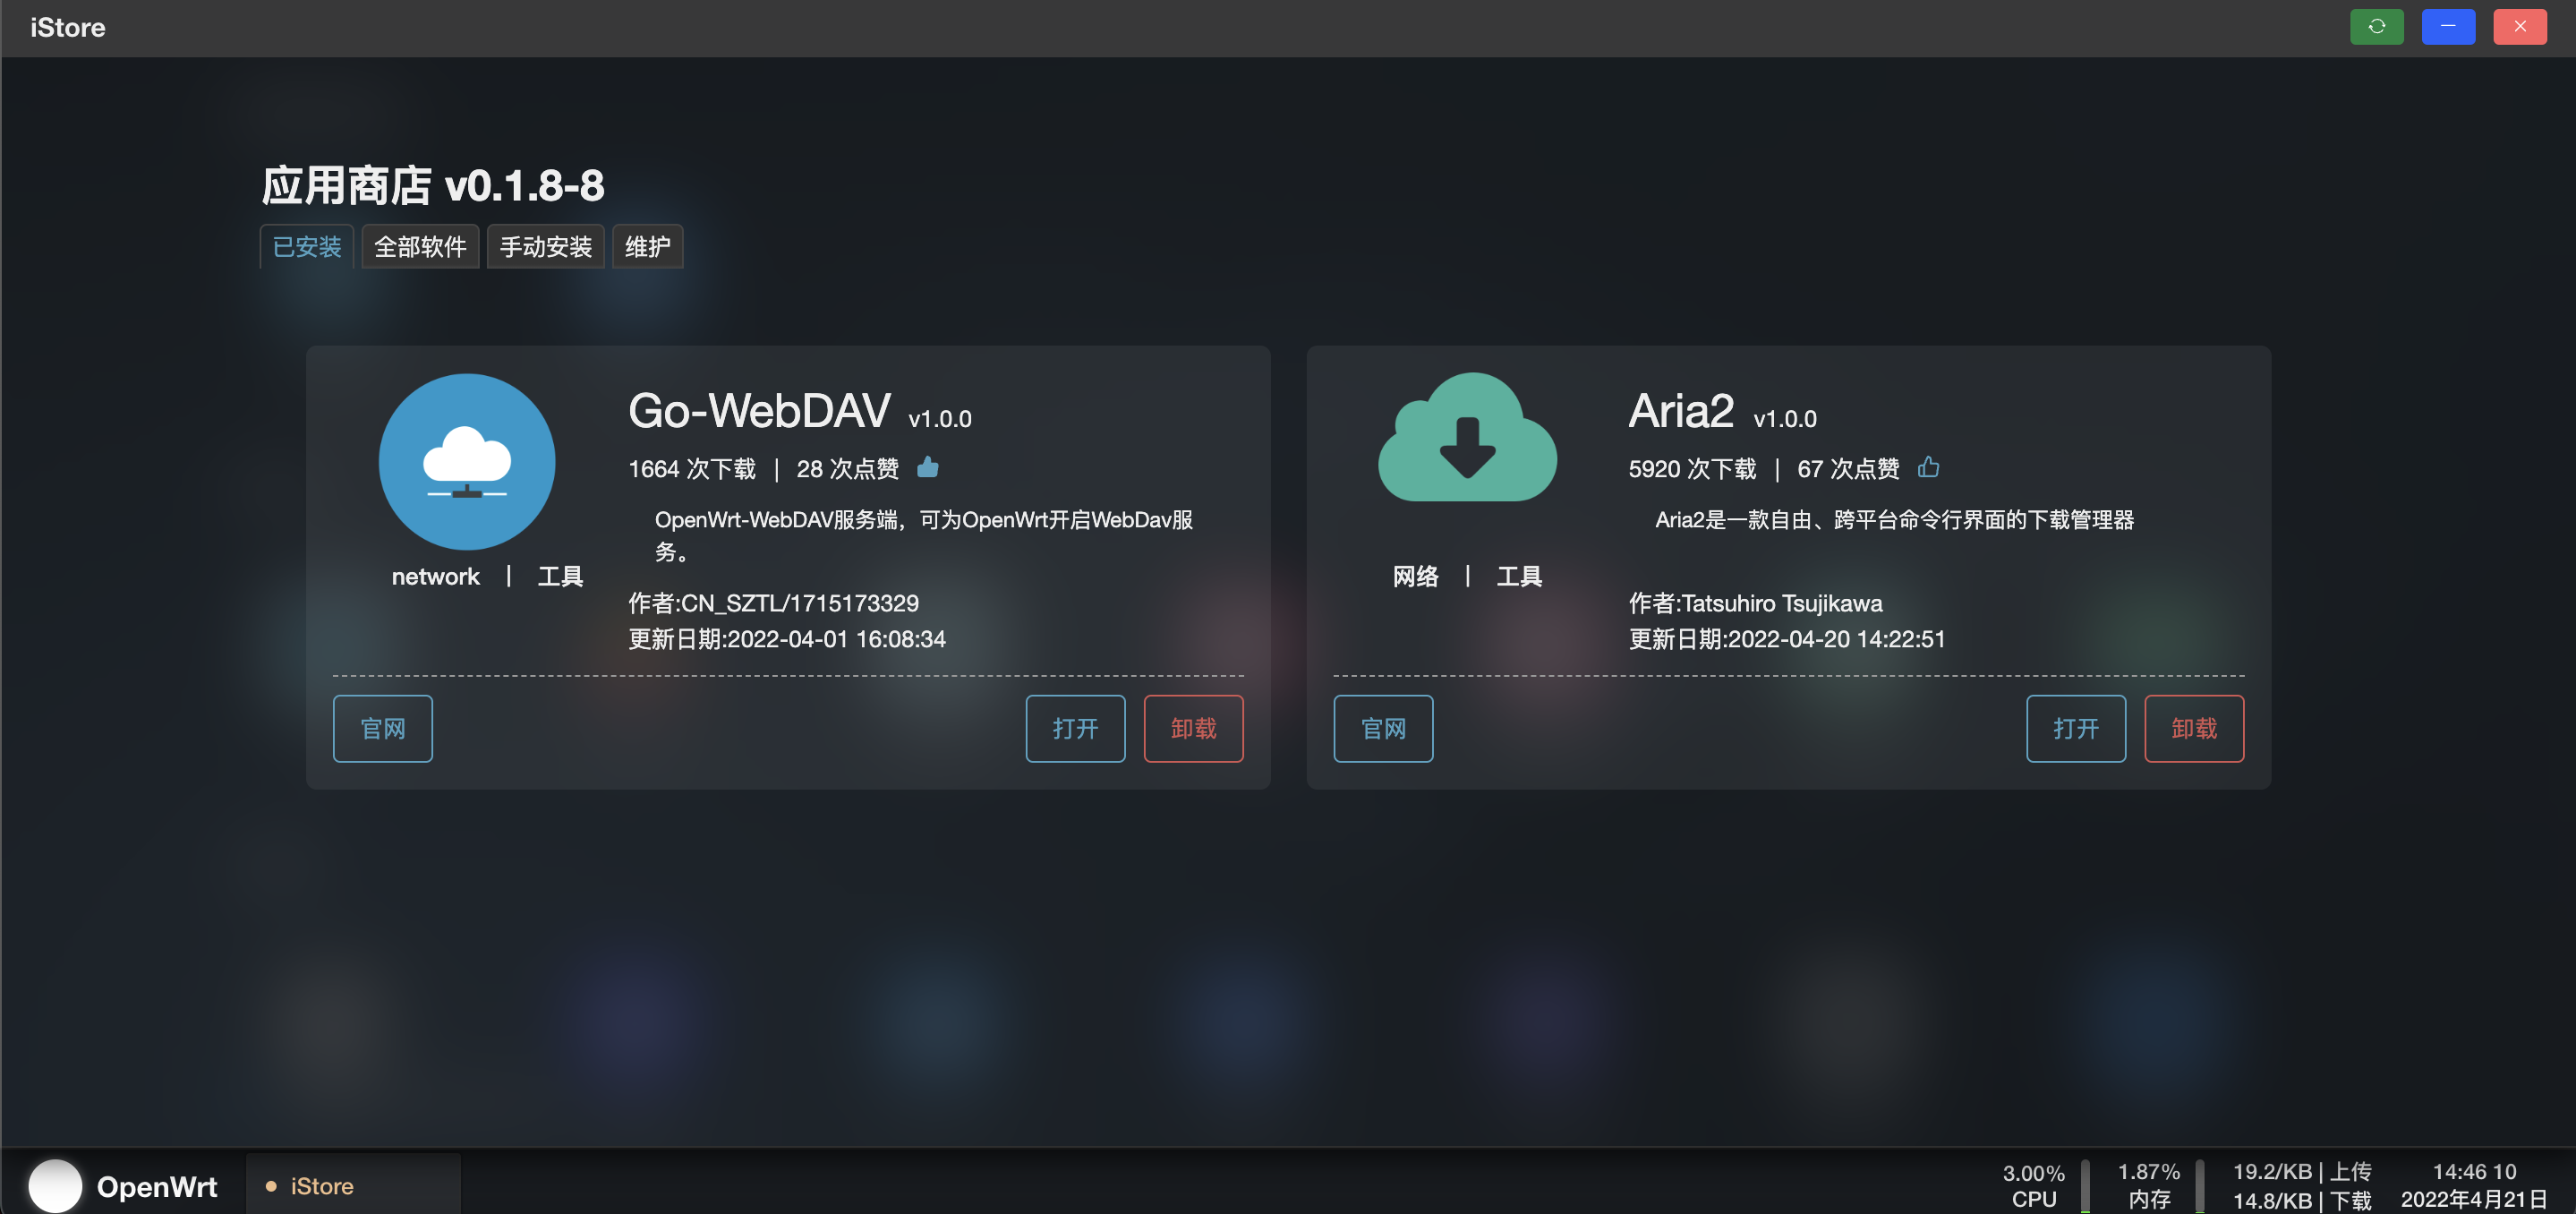 iStore
应用商店 v0.1.8-8
已安装 全部软件 手动安装 维护
Go-WebDAV v1.0.0
1664 次下载 | 28 次点赞
OpenWrt-WebDAV服务端，可为OpenWrt开启WebDav服
务。
network | 工具
作者:CN_SZTL/1715173329
更新日期:2022-04-01 16:08:34
官网 打开 卸载
Aria2 v1.0.0
5920 次下载 | 67 次点赞
Aria2是一款自由、跨平台命令行界面的下载管理器
网络 | 工具
作者:Tatsuhiro Tsujikawa
更新日期:2022-04-20 14:22:51
官网 打开 卸载
OpenWrt
iStore
3.00%
CPU
1.87%
内存
19.2/KB | 上传
14.8/KB | 下载
14:46 10
2022年4月21日